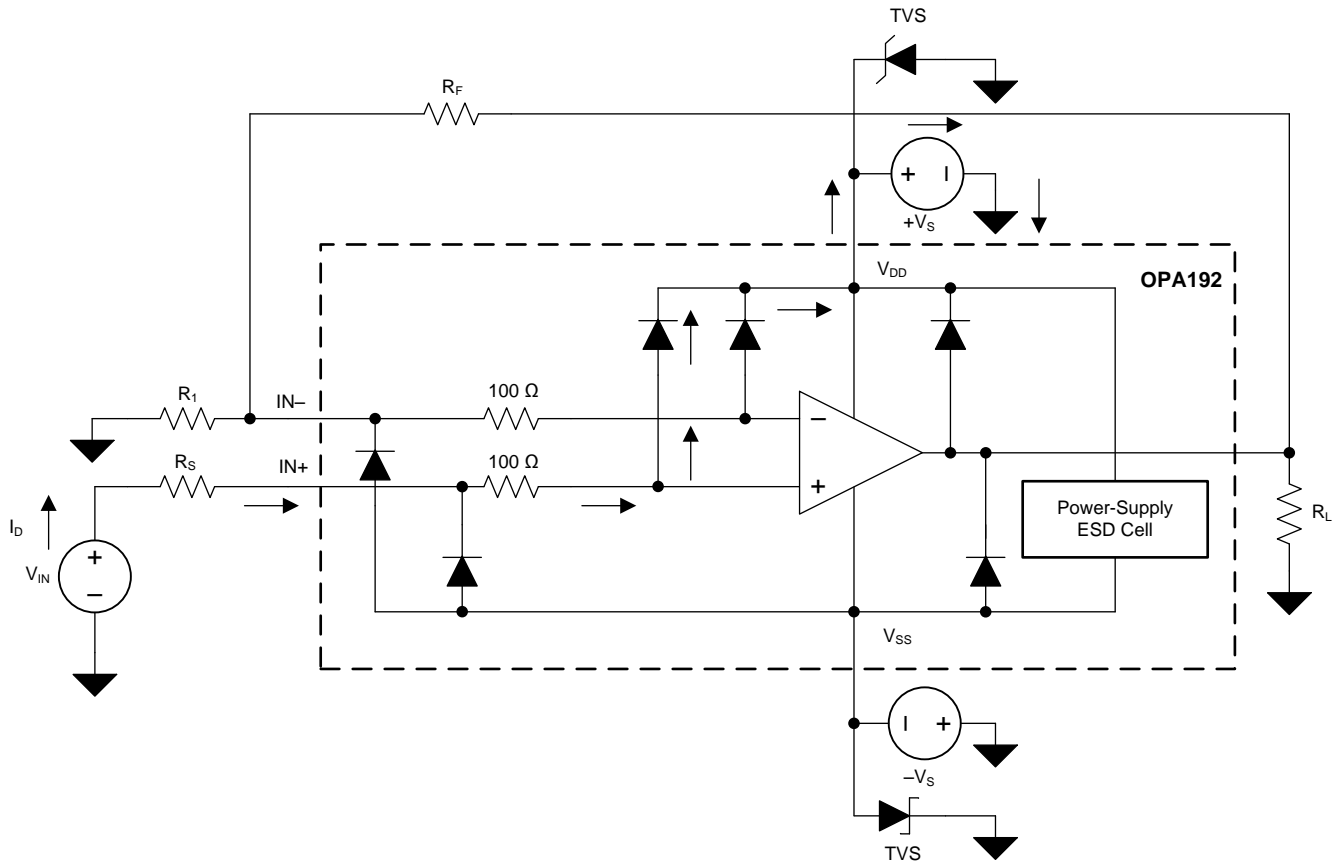 TVS
R_F
+V_S
V_DD
OPA192
R_1
IN–
100 Ω
R_S
IN+
100 Ω
I_D
V_IN
Power-Supply
ESD Cell
R_L
V_SS
–V_S
TVS